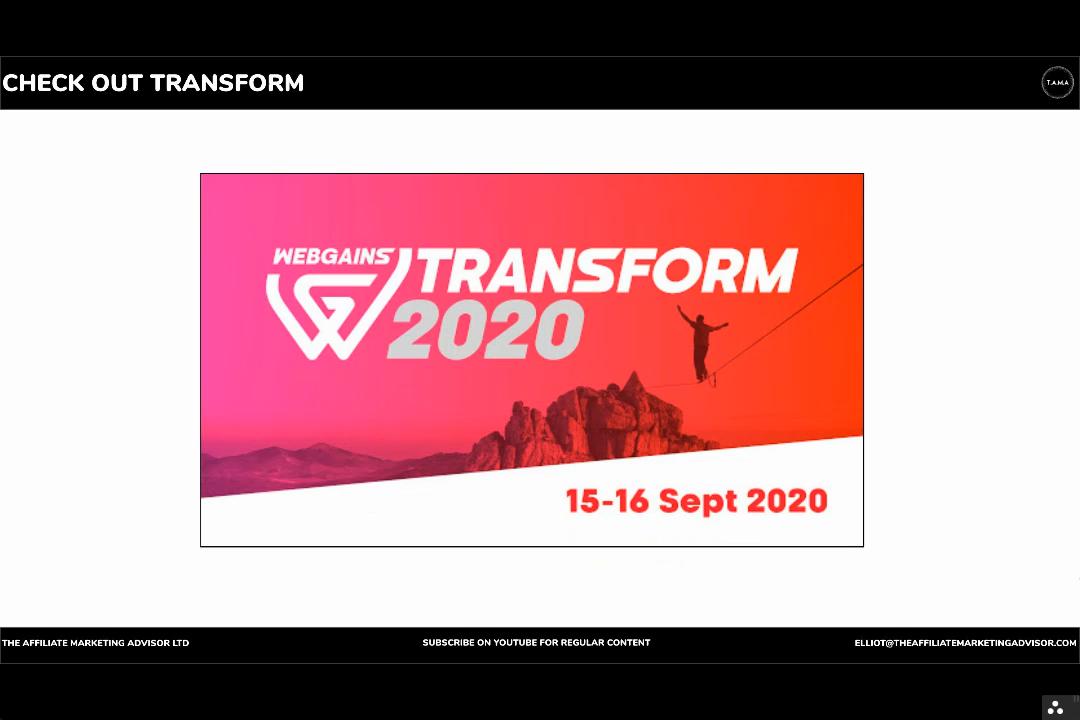 CHECK OUT TRANSFORM
T.A.M.A
WEBGAINS
TRANSFORM
2020
15-16 Sept 2020
THE AFFILIATE MARKETING ADVISOR LTD
SUBSCRIBE ON YOUTUBE FOR REGULAR CONTENT
ELLIOT@THEAFFILIATEMARKETINGADVISOR.COM